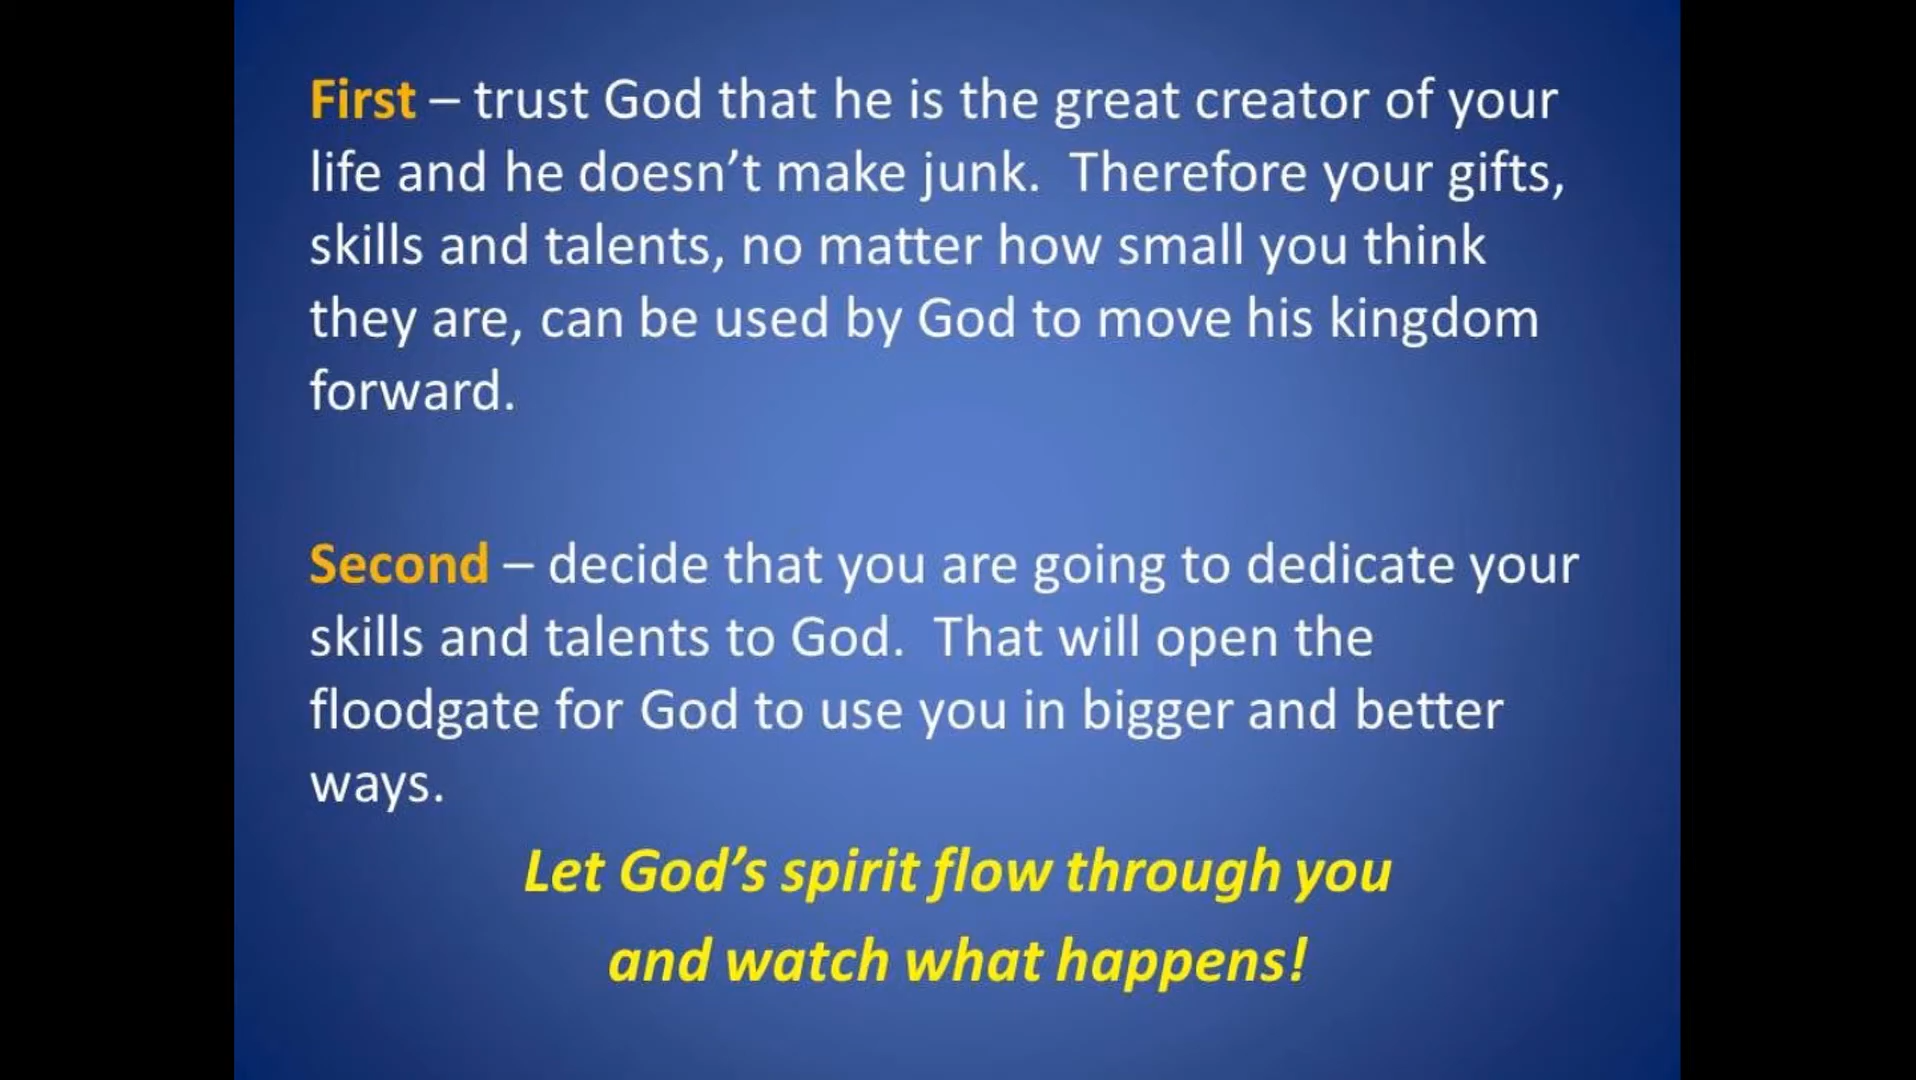 First – trust God that he is the great creator of your
life and he doesn’t make junk.  Therefore your gifts,
skills and talents, no matter how small you think
they are, can be used by God to move his kingdom
forward.
Second – decide that you are going to dedicate your
skills and talents to God.  That will open the
floodgate for God to use you in bigger and better
ways.
Let God’s spirit flow through you
and watch what happens!